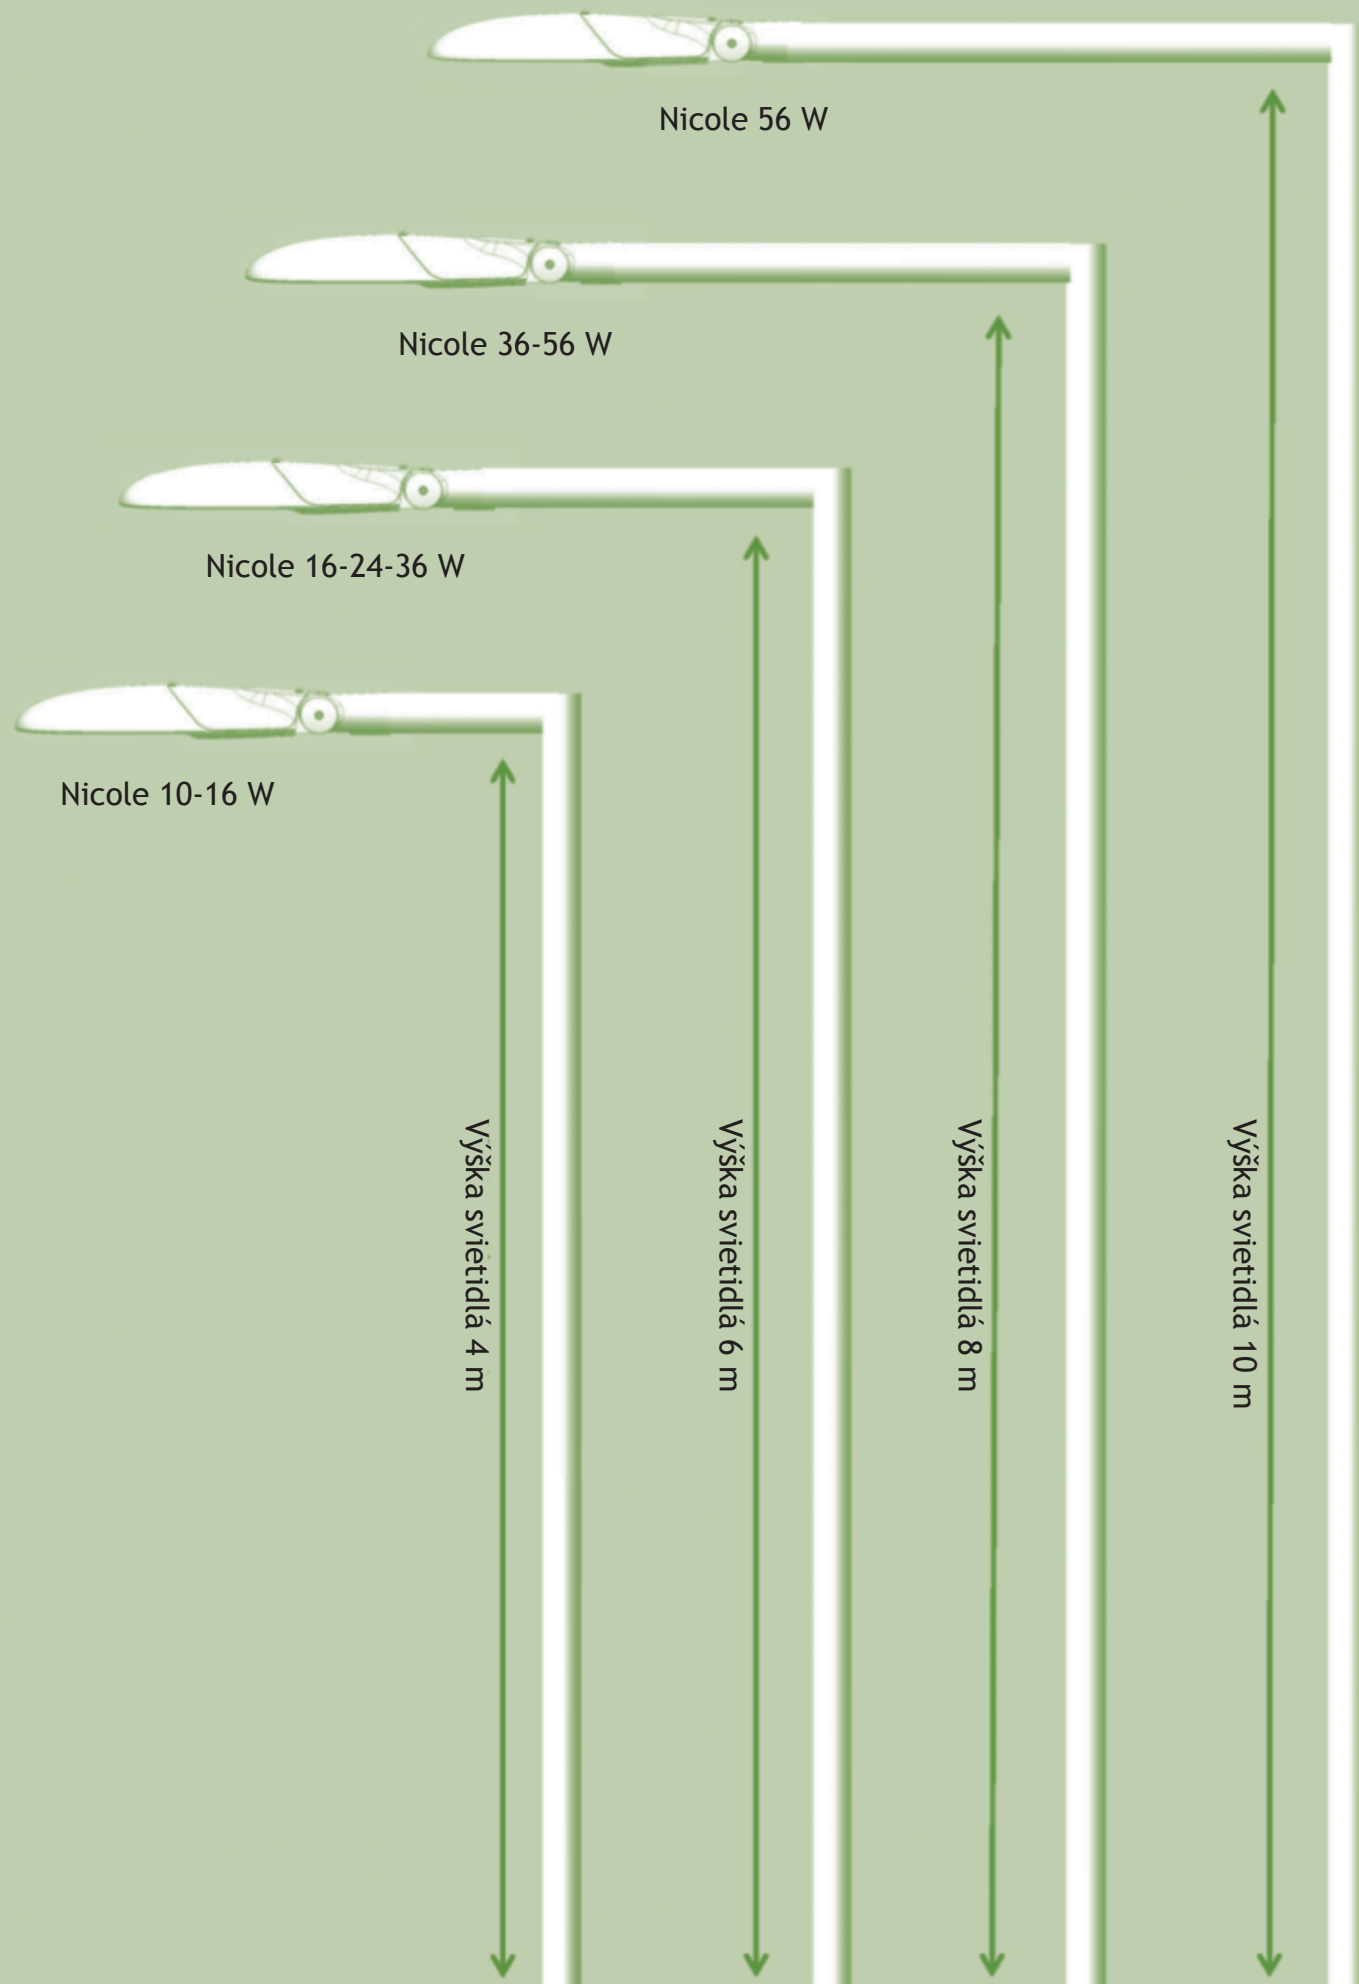 Nicole 56 W
Nicole 36-56 W
Nicole 16-24-36 W
Nicole 10-16 W
Výška svietidlá 4 m
Výška svietidlá 6 m
Výška svietidlá 8 m
Výška svietidlá 10 m